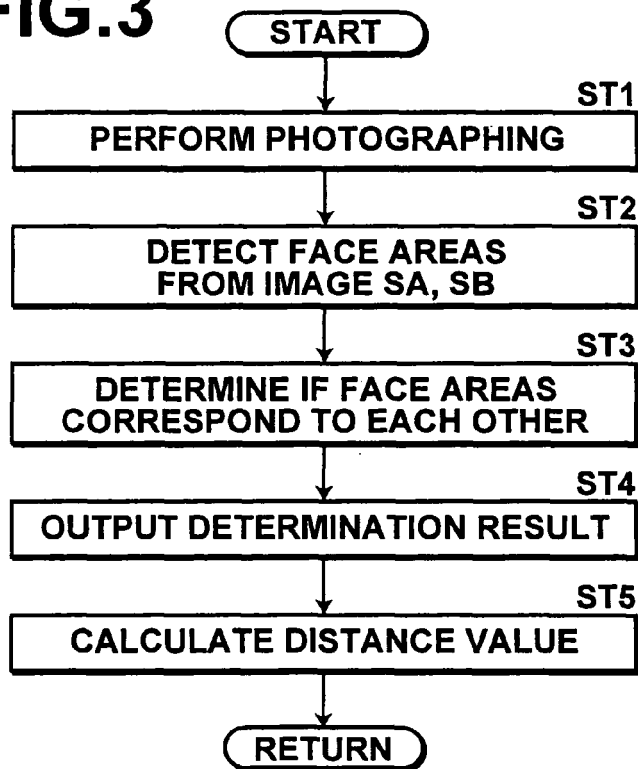 FIG.3
START
ST1
PERFORM PHOTOGRAPHING
ST2
DETECT FACE AREAS
FROM IMAGE SA, SB
ST3
DETERMINE IF FACE AREAS
CORRESPOND TO EACH OTHER
ST4
OUTPUT DETERMINATION RESULT
ST5
CALCULATE DISTANCE VALUE
RETURN